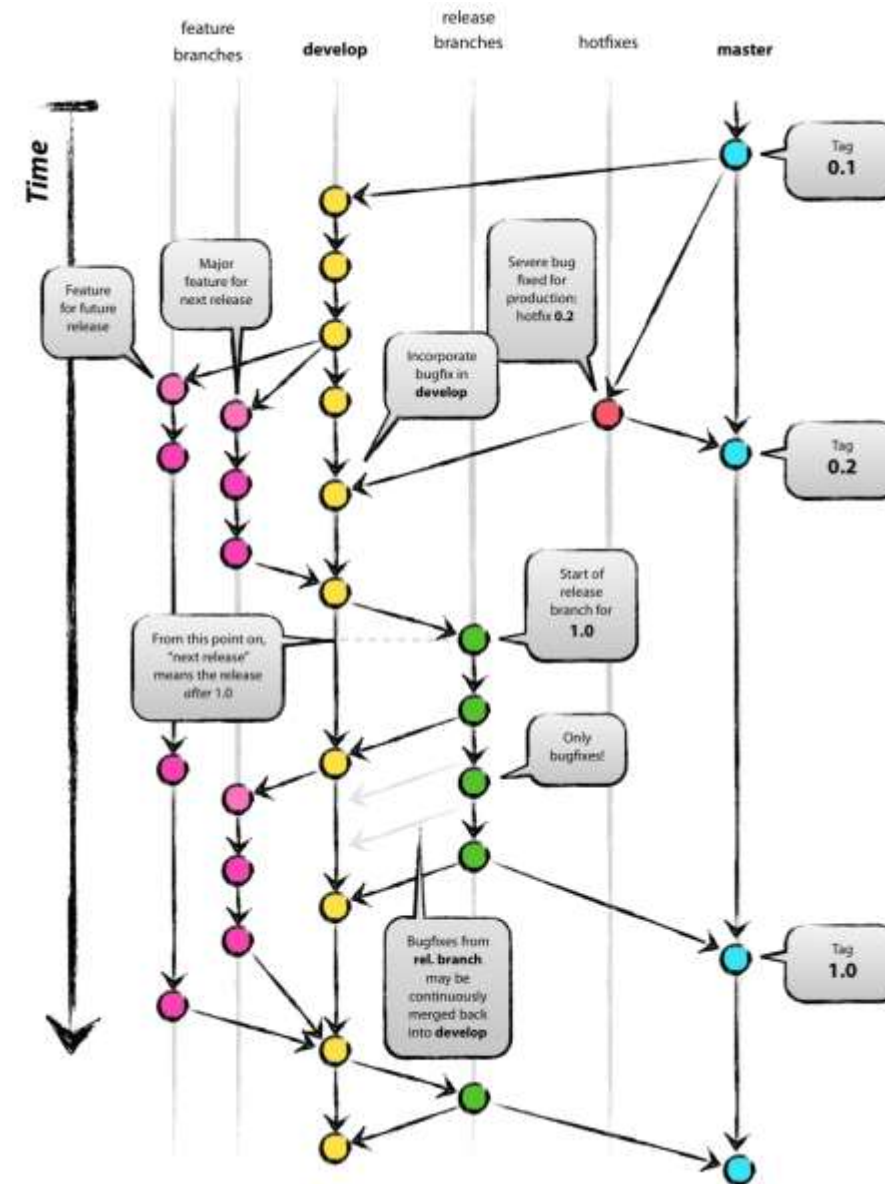 feature
branches
develop
release
branches
hotfixes
master
Time
Tag
0.1
Major
feature for
next release
Severe bug
fixed for
production:
hotfix 0.2
Feature
for future
release
Incorporate
bugfix in
develop
Tag
0.2
Start of
release
branch for
1.0
From this point on,
“next release”
means the release
after 1.0
Only
bugfixes!
Bugfixes from
rel. branch
may be
continuously
merged back
into develop
Tag
1.0